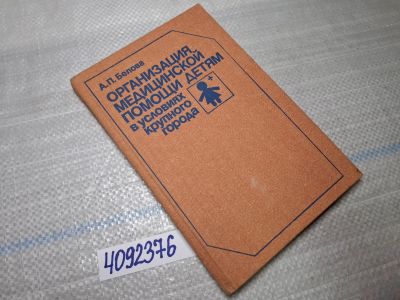 А.П. Белова
ОРГАНИЗАЦИЯ
МЕДИЦИНСКОЙ
ПОМОЩИ ДЕТЯМ
в условиях
крупного
города
4092376